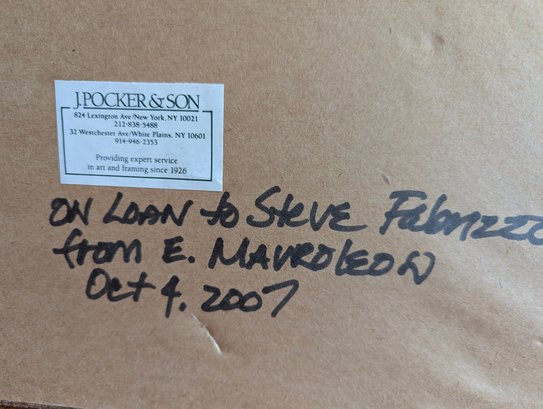 J. POCKER & SON
824 Lexington Ave/New York, NY 10021
212-838-5488
32 Westchester Ave/White Plains, NY 10601
914-946-2353
Providing expert service
in art and framing since 1926
ON LOAN to STEVE Fabrizzo
from E. MAVROLEON
Oct 4, 2007